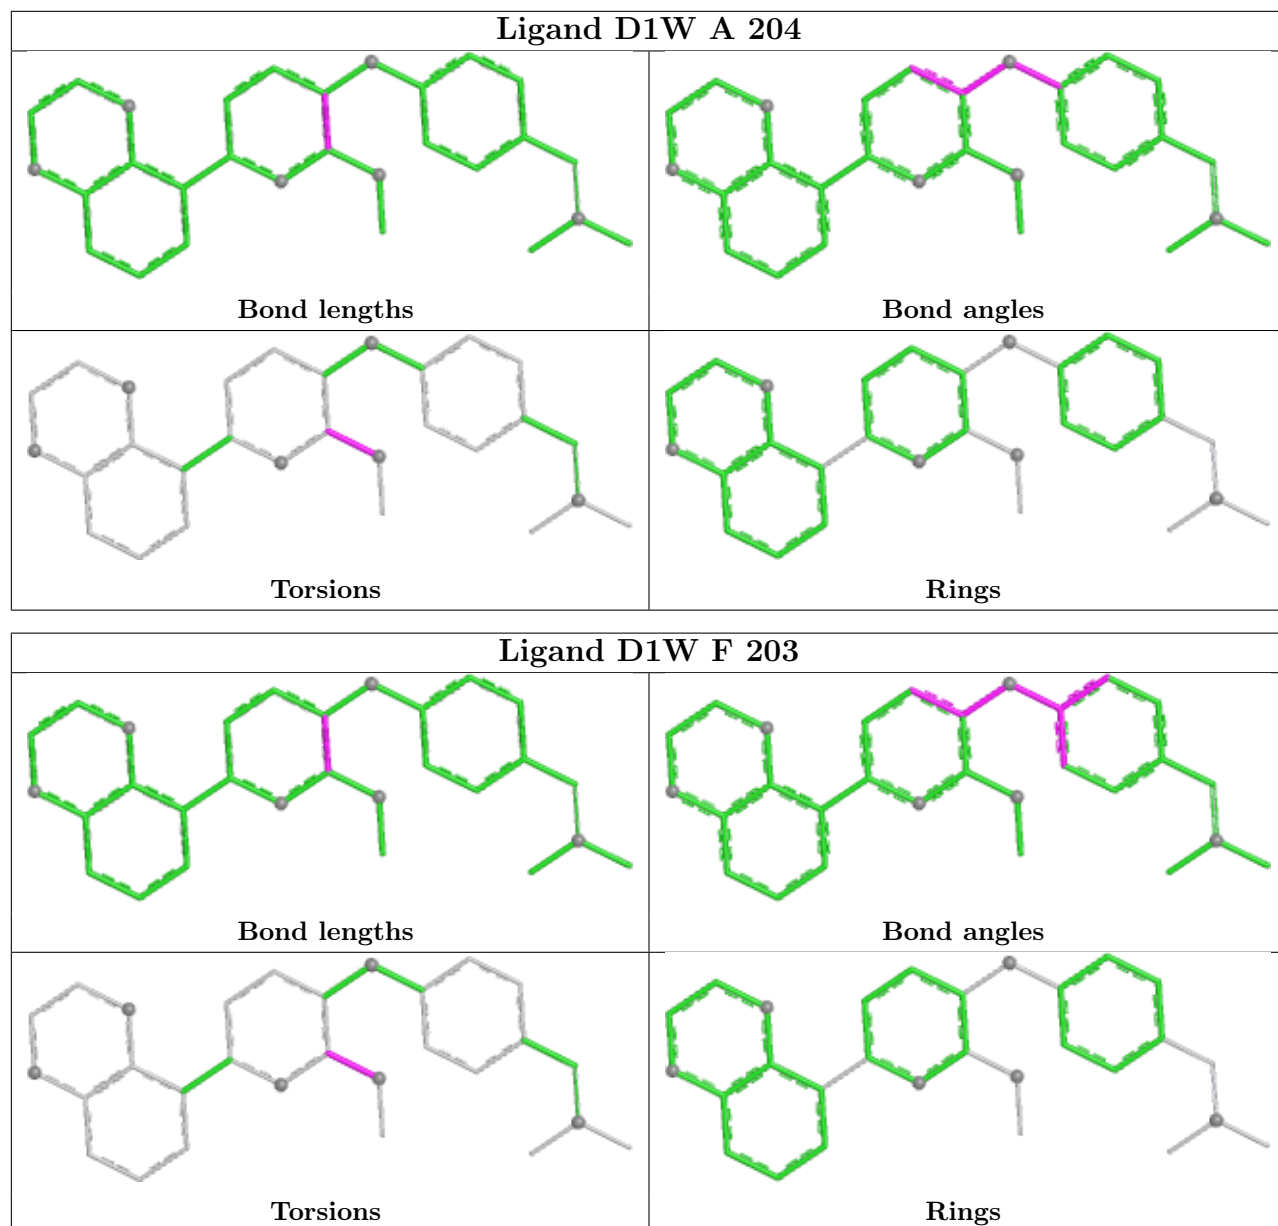 Ligand D1W A 204
Bond lengths
Bond angles
Torsions
Rings
Ligand D1W F 203
Bond lengths
Bond angles
Torsions
Rings